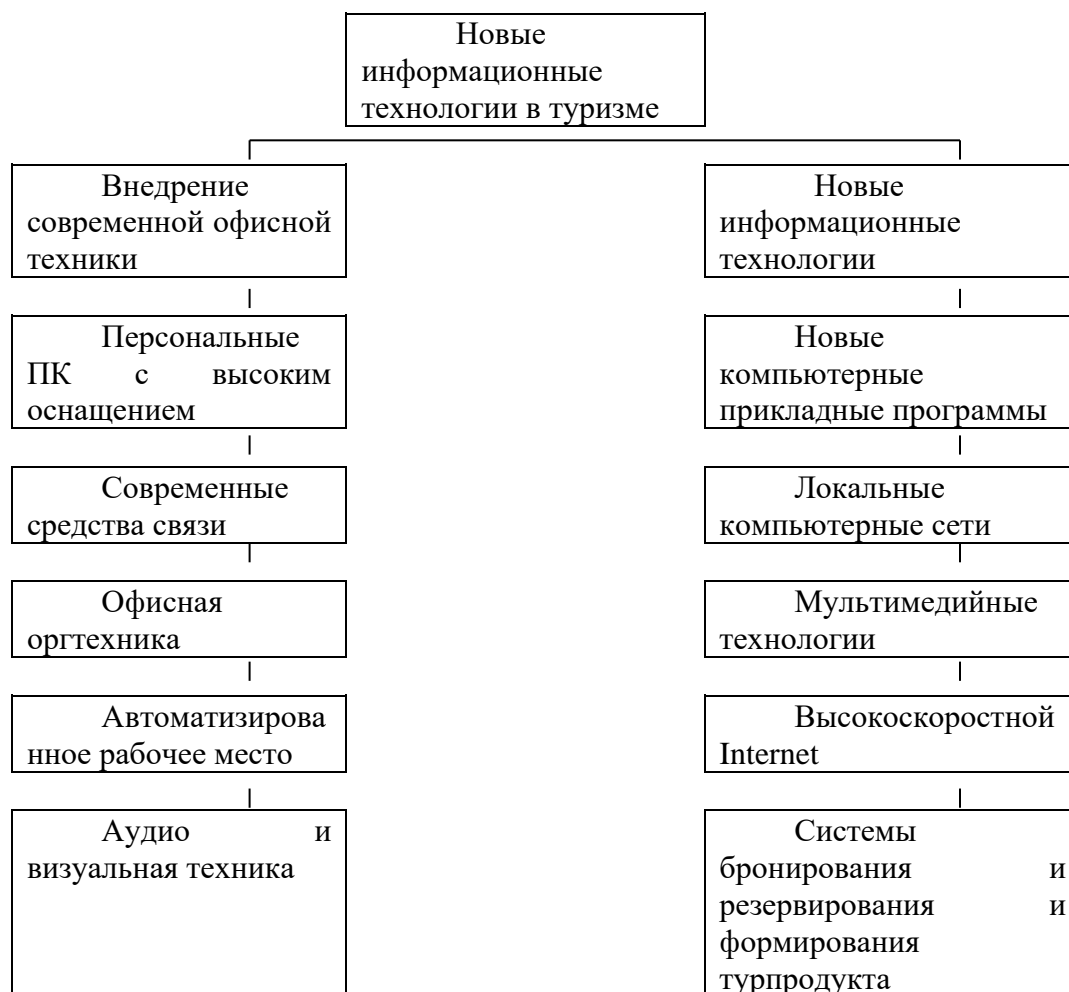 Новые
информационные
технологии в туризме
Внедрение
современной офисной
техники
Персональные
ПК с высоким
оснащением
Современные
средства связи
Офисная
оргтехника
Автоматизирова
нное рабочее место
Аудио и
визуальная техника
Новые
информационные
технологии
Новые
компьютерные
прикладные программы
Локальные
компьютерные сети
Мультимедийные
технологии
Высокоскоростной
Internet
Системы
бронирования и
резервирования и
формирования
турпродукта